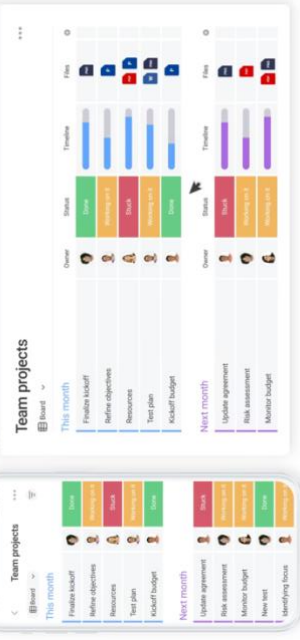 Team projects
Board
This month
Owner
Status
Timeline
Files
Finalize kickoff
Done
Refine objectives
Working on it
Resources
Stuck
Test plan
Working on it
Kickoff budget
Done
Next month
Owner
Status
Timeline
Files
Update agreement
Stuck
Risk assessment
Working on it
Monitor budget
Working on it
Team projects
Board
This month
Finalize kickoff
Done
Refine objectives
Working on it
Resources
Stuck
Test plan
Working on it
Kickoff budget
Done
Next month
Update agreement
Stuck
Risk assessment
Working on it
Monitor budget
Working on it
New test
Done
Identifying focus
Working on it